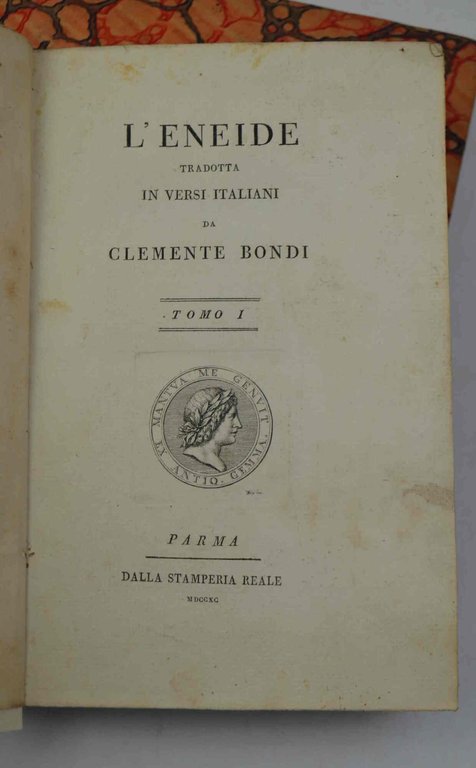 L'ENEIDE
TRADOTTA
IN VERSI ITALIANI
DA
CLEMENTE BONDI
TOMO I
MANTVA ME GENVIT
EX ANTIQ. GEMMA.
PARMA
DALLA STAMPERIA REALE
MDCCXC